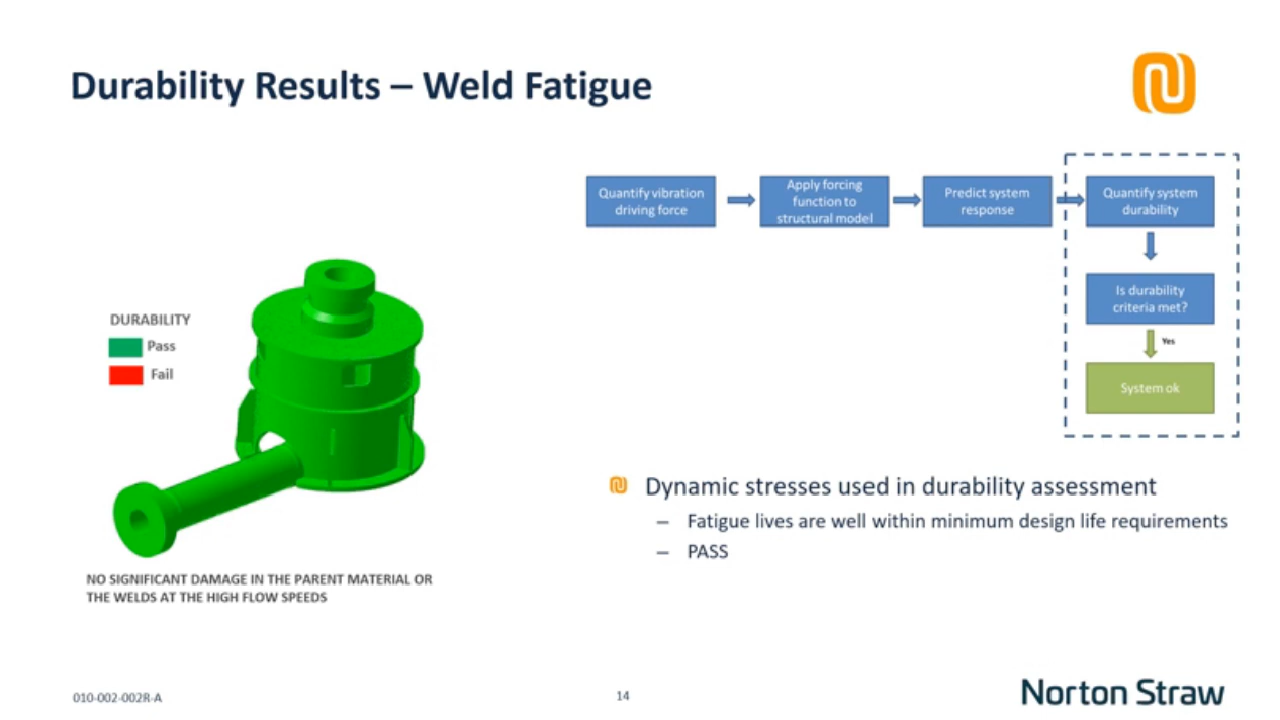 Durability Results – Weld Fatigue
Quantify vibration
driving force
Apply forcing
function to
structural model
Predict system
response
Quantify system
durability
Is durability
criteria met?
Yes
System ok
DURABILITY
Pass
Fail
NO SIGNIFICANT DAMAGE IN THE PARENT MATERIAL OR
THE WELDS AT THE HIGH FLOW SPEEDS
Dynamic stresses used in durability assessment
– Fatigue lives are well within minimum design life requirements
– PASS
010-002-002R-A
14
Norton Straw